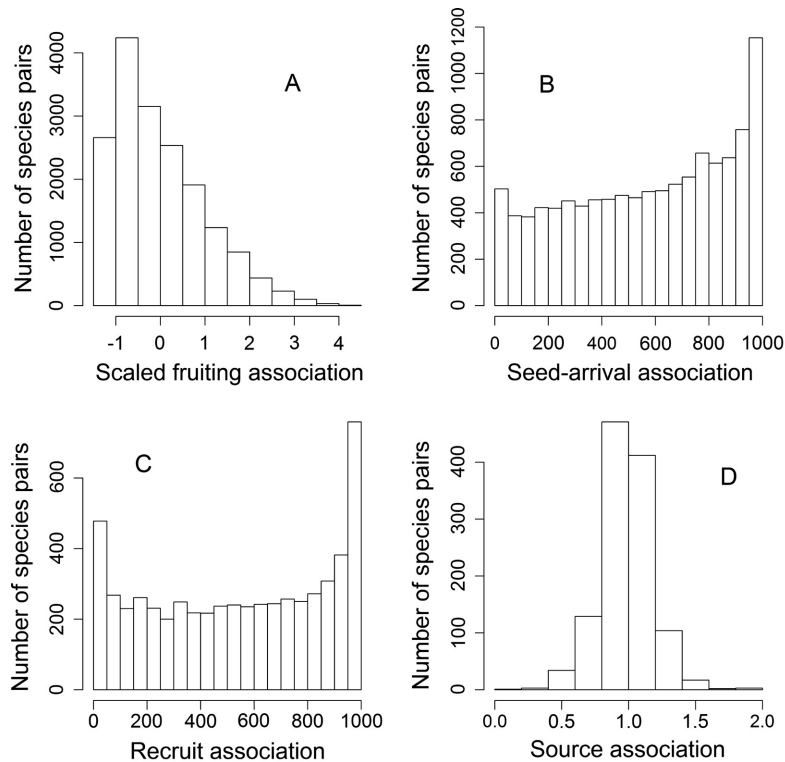 A
Number of species pairs
0 1000 2000 3000 4000
-1 0 1 2 3 4
Scaled fruiting association
B
Number of species pairs
0 200 400 600 800 1000 1200
0 200 400 600 800 1000
Seed-arrival association
C
Number of species pairs
0 200 400 600
0 200 400 600 800 1000
Recruit association
D
Number of species pairs
0 100 200 300 400
0.0 0.5 1.0 1.5 2.0
Source association